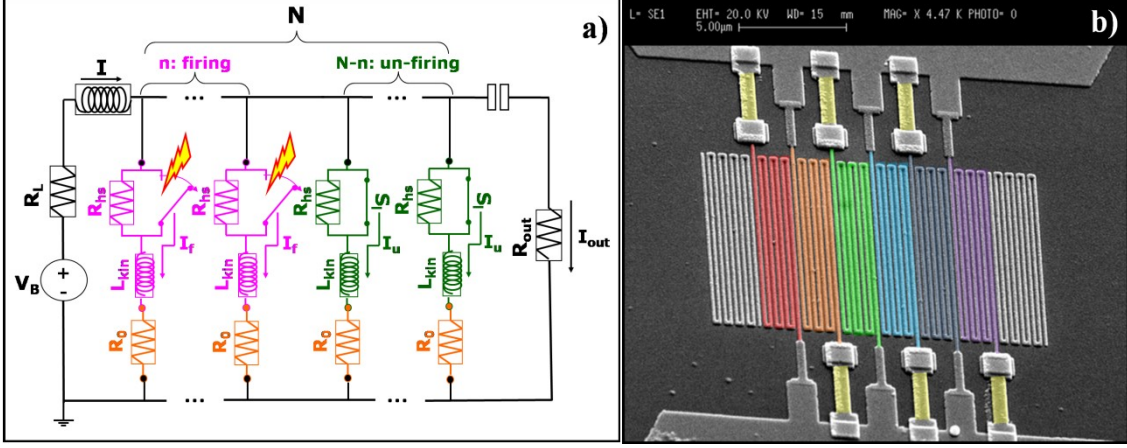 N
a)
n: firing
N-n: un-firing
I
...
...
R_L
R_hs
R_hs
R_hs
S
R_hs
S
I_f
I_f
I_u
I_u
R_out
I_out
V_B
+
-
L_kin
L_kin
L_kin
L_kin
R_0
R_0
R_0
R_0
...
...
L= SE1 EHT= 20.0 KV WD= 15 mm MAG= X 4.47 K PHOTO= 0
5.00μm
b)